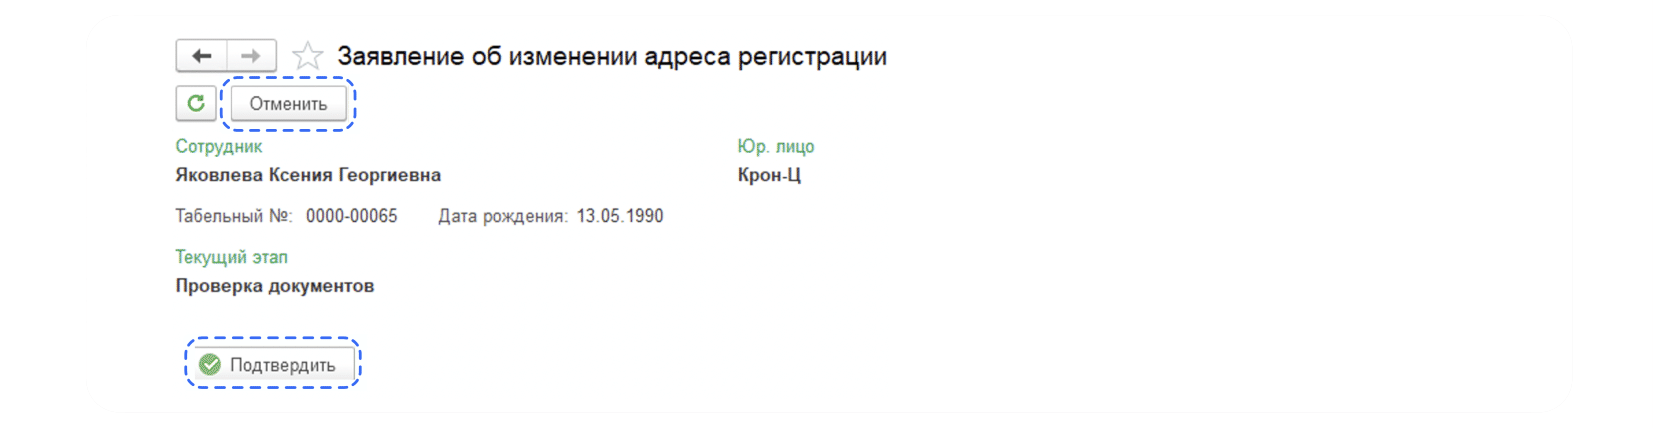 Заявление об изменении адреса регистрации
Отменить
Сотрудник Юр. лицо
Яковлева Ксения Георгиевна Крон-Ц
Табельный №: 0000-00065 Дата рождения: 13.05.1990
Текущий этап
Проверка документов
Подтвердить